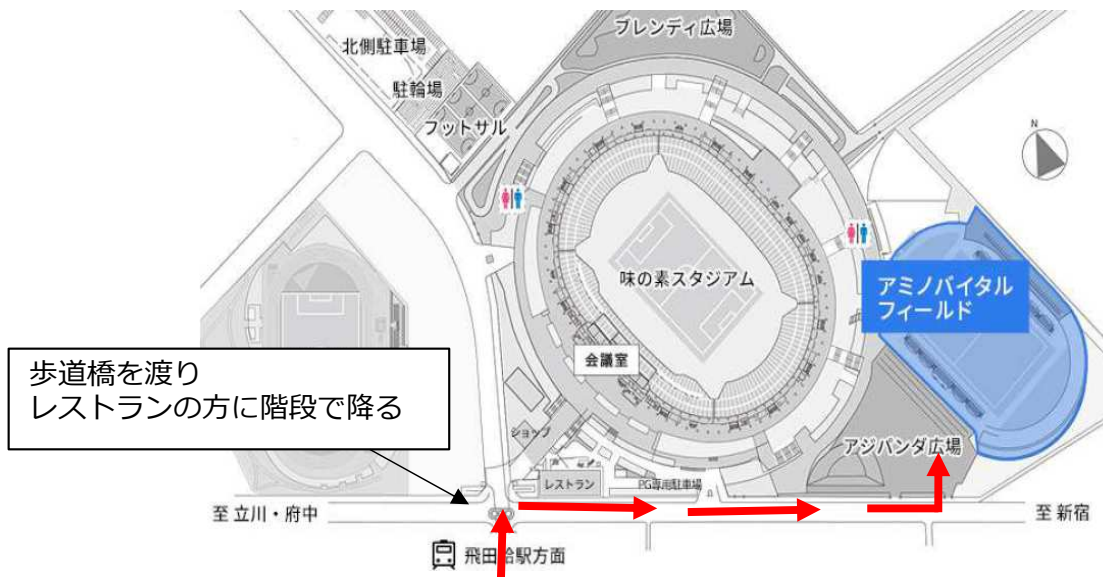 ブレンディ広場
北側駐車場
駐輪場
フットサル
N
味の素スタジアム
アミノバイタル
フィールド
会議室
歩道橋を渡り
レストランの方に階段で降る
ショップ
アジパンダ広場
レストラン
PG専用駐車場
至 立川・府中
至 新宿
飛田給駅方面